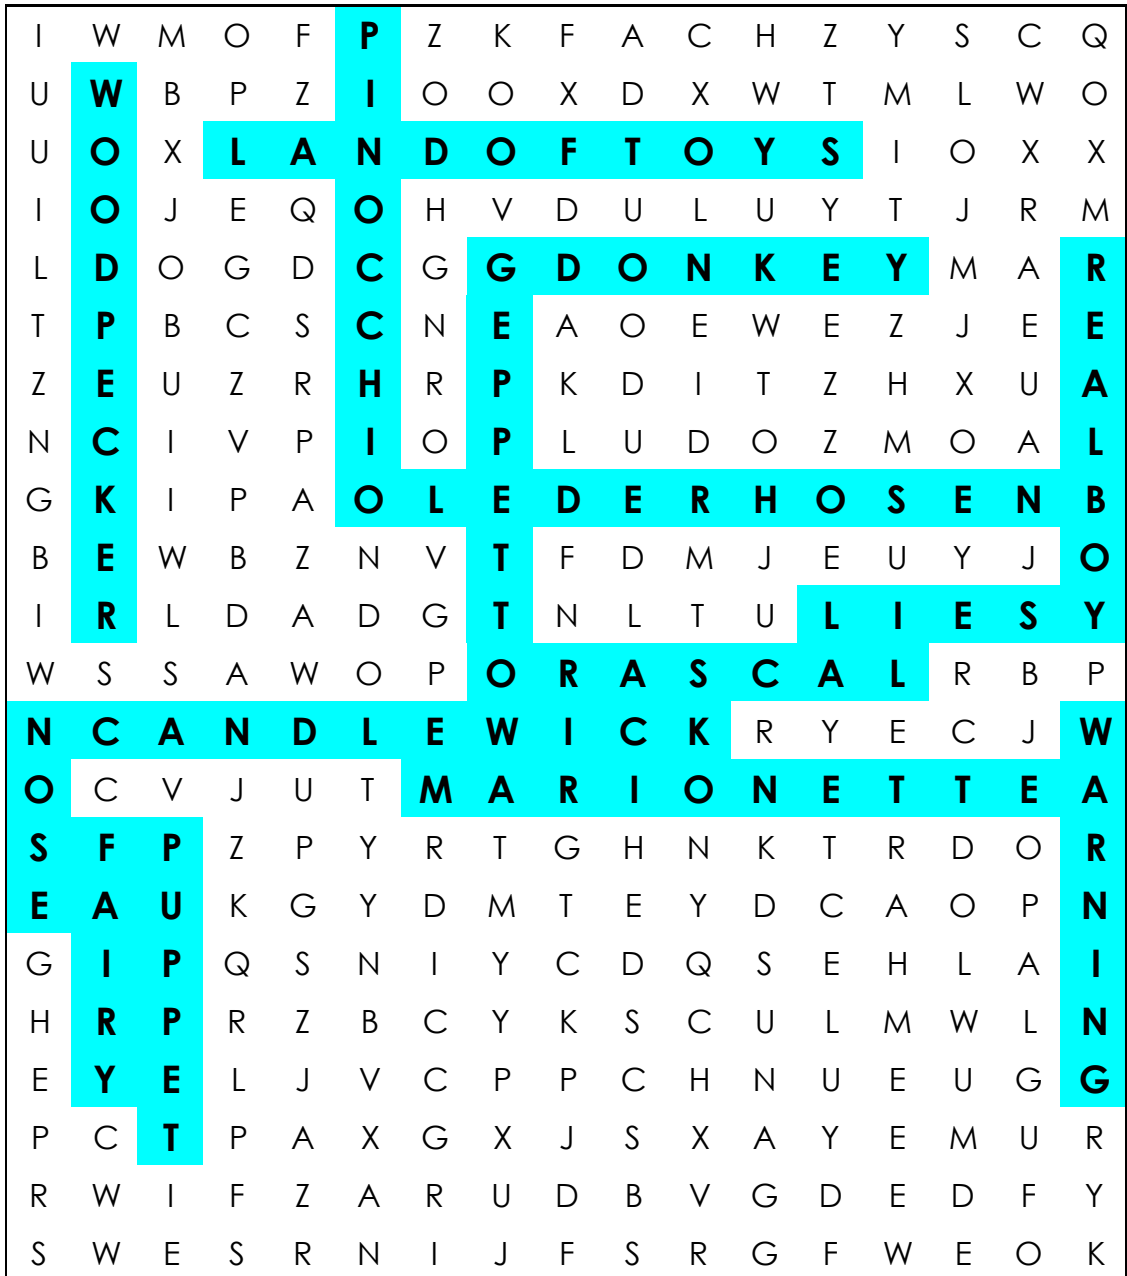 I W M O F P Z K F A C H Z Y S C Q
U W B P Z I O O X D X W T M L W O
U O X L A N D O F T O Y S I O X X
I O J E Q O H V D U L U Y T J R M
L D O G D C G G D O N K E Y M A R
T P B C S C N E A O E W E Z J E E
Z E U Z R H R P K D I T Z H X U A
N C I V P I O P L U D O Z M O A L
G K I P A O L E D E R H O S E N B
B E W B Z N V T F D M J E U Y J O
I R L D A D G T N L T U L I E S Y
W S S A W O P O R A S C A L R B P
N C A N D L E W I C K R Y E C J W
O C V J U T M A R I O N E T T E A
S F P Z P Y R T G H N K T R D O R
E A U K G Y D M T E Y D C A O P N
G I P Q S N I Y C D Q S E H L A I
H R P R Z B C Y K S C U L M W L N
E Y E L J V C P P C H N U E U G G
P C T P A X G X J S X A Y E M U R
R W I F Z A R U D B V G D E D F Y
S W E S R N I J F S R G F W E O K